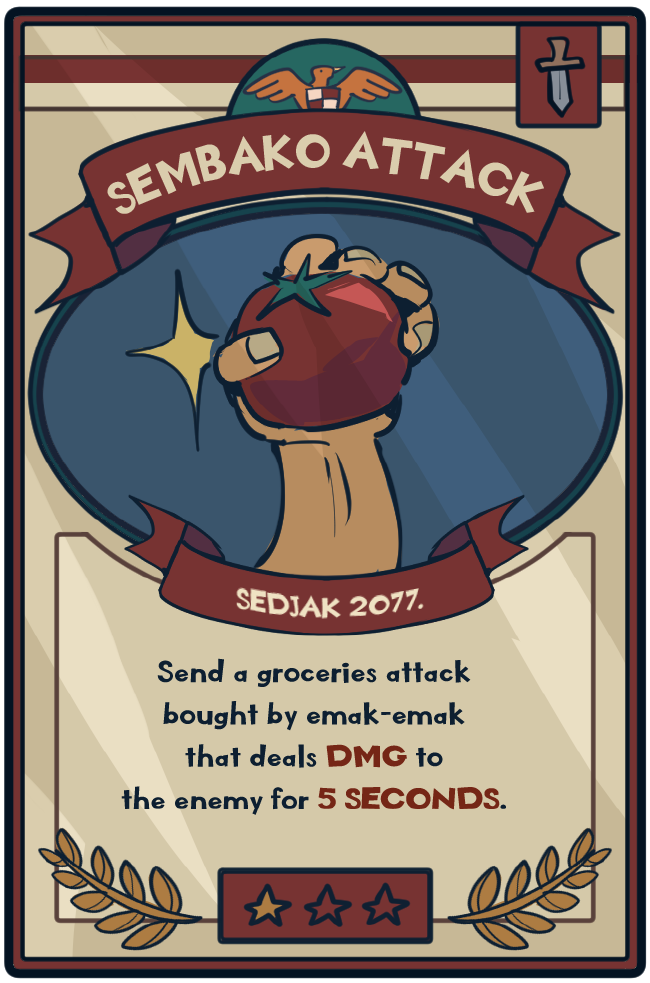 SEMBAKO ATTACK
SEDJAK 2077.
Send a groceries attack
bought by emak-emak
that deals DMG to
the enemy for 5 SECONDS.